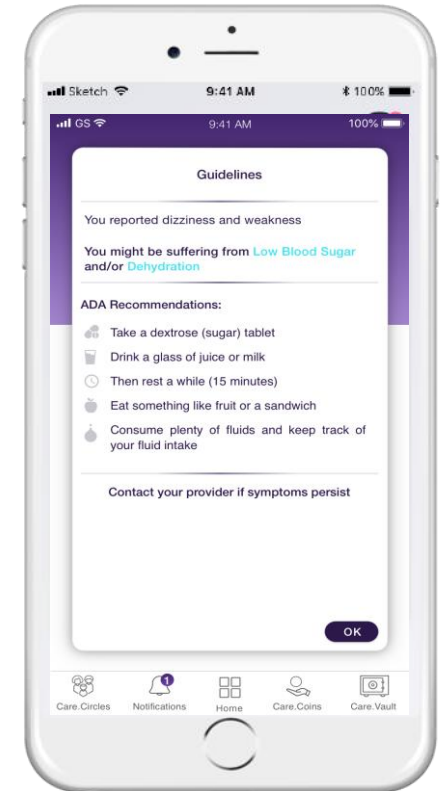 Sketch 9:41 AM 100%
GS 9:41 AM 100%
Guidelines
You reported dizziness and weakness
You might be suffering from Low Blood Sugar
and/or Dehydration
ADA Recommendations:
Take a dextrose (sugar) tablet
Drink a glass of juice or milk
Then rest a while (15 minutes)
Eat something like fruit or a sandwich
Consume plenty of fluids and keep track of
your fluid intake
Contact your provider if symptoms persist
OK
1
Care.Circles Notifications Home Care.Coins Care.Vault